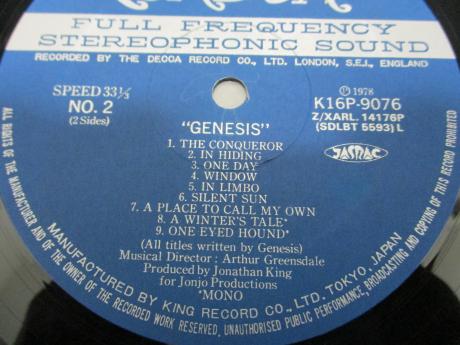 FULL FREQUENCY
STEREOPHONIC SOUND
RECORDED BY THE DECCA RECORD CO., LTD. LONDON, S.E.I., ENGLAND
SPEED 33 1/3
NO. 2
(2 Sides)
Ⓟ 1978
K16P-9076
Z/XARL. 14176P
(SDLBT 5593) L
JASRAC
"GENESIS"
1. THE CONQUEROR
2. IN HIDING
3. ONE DAY
4. WINDOW
5. IN LIMBO
6. SILENT SUN
7. A PLACE TO CALL MY OWN
8. A WINTER'S TALE*
9. ONE EYED HOUND*
(All titles written by Genesis)
Musical Director : Arthur Greensdale
Produced by Jonathan King
for Jonjo Productions
*MONO
MANUFACTURED BY KING RECORD CO., LTD. TOKYO, JAPAN
ALL RIGHTS OF THE MANUFACTURER AND OF THE OWNER OF THE RECORDED WORK RESERVED, UNAUTHORISED PUBLIC PERFORMANCE, BROADCASTING AND COPYING OF THIS RECORD PROHIBITED